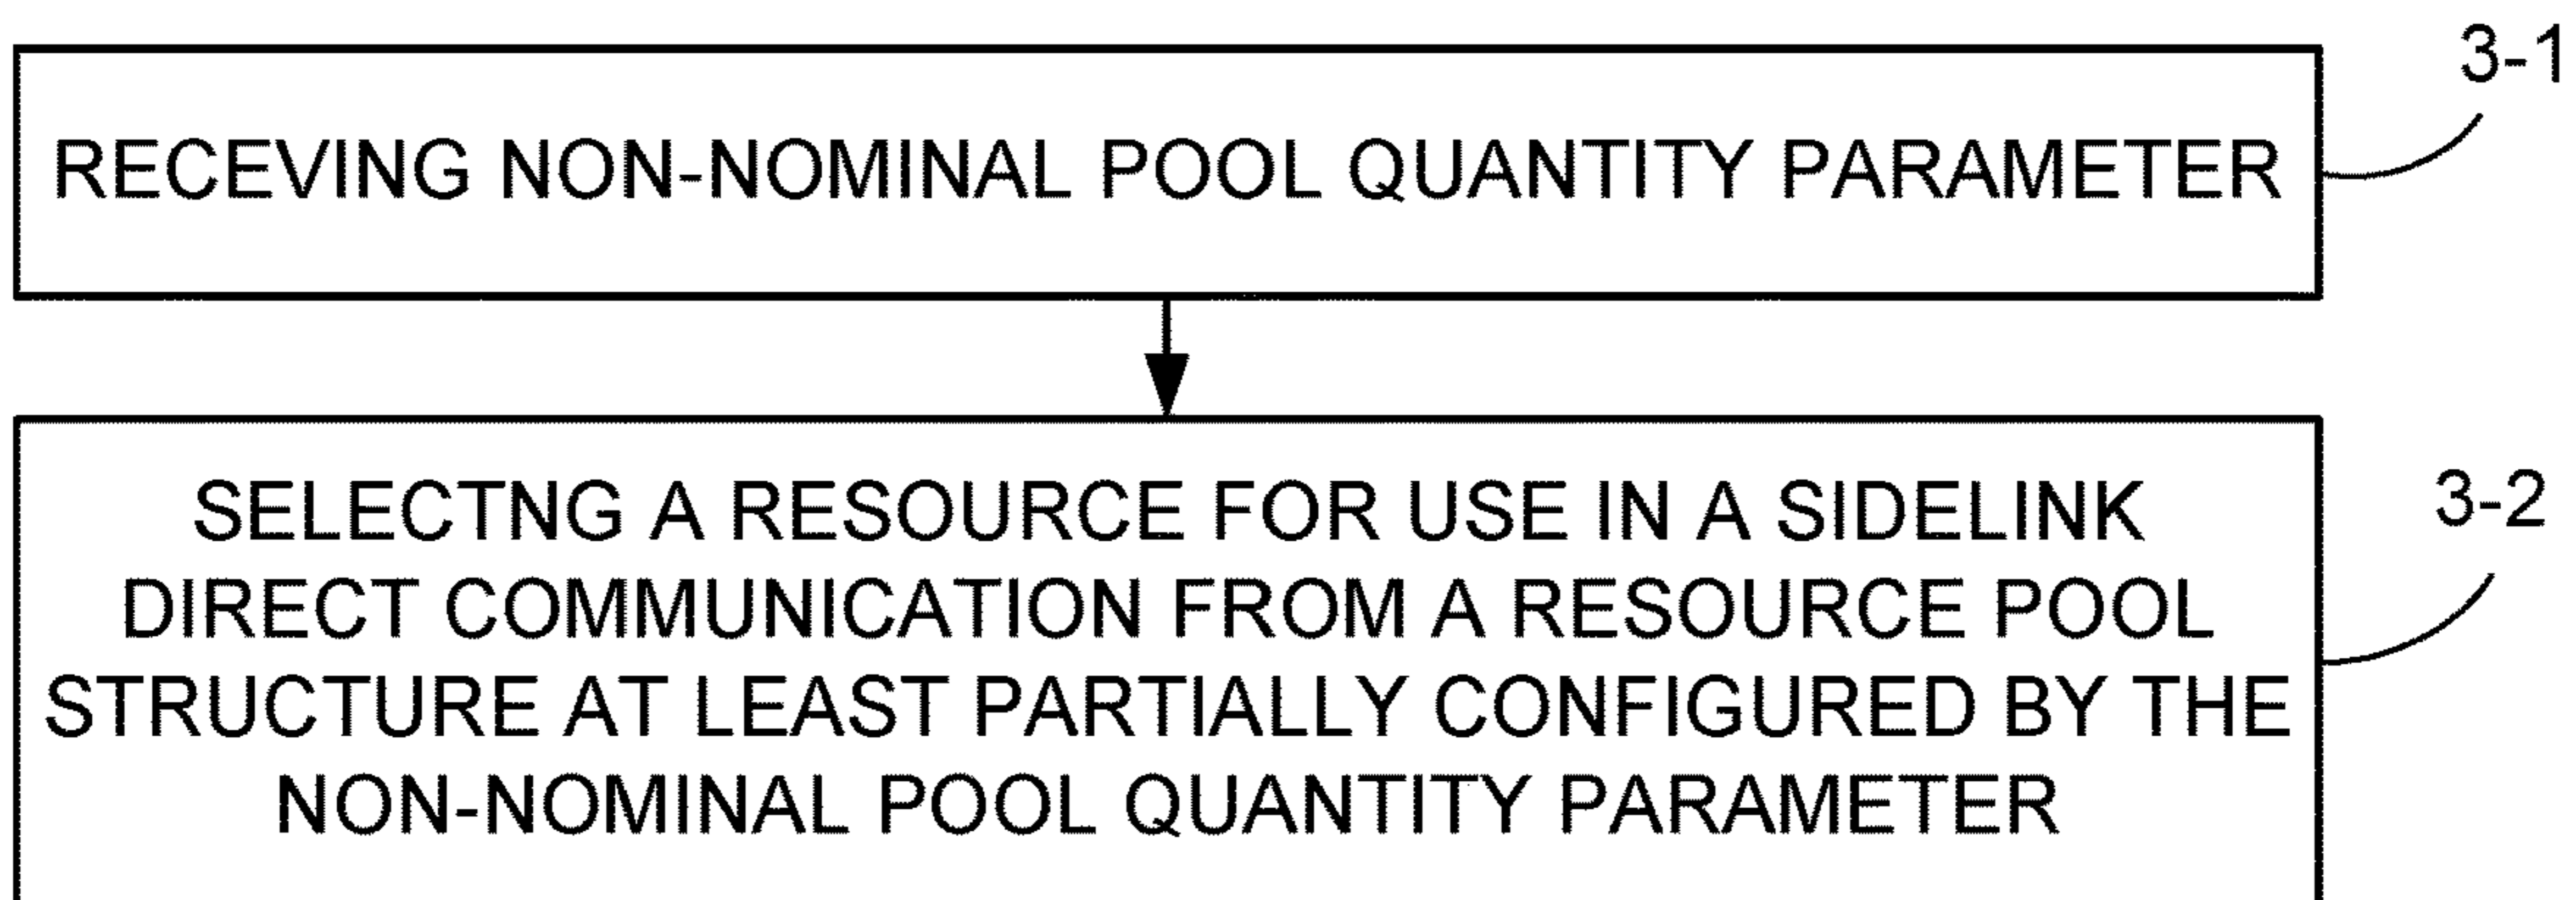 3-1
RECEVING NON-NOMINAL POOL QUANTITY PARAMETER
SELECTNG A RESOURCE FOR USE IN A SIDELINK
3-2
DIRECT COMMUNICATION FROM A RESOURCE POOL
STRUCTURE AT LEAST PARTIALLY CONFIGURED BY THE
NON-NOMINAL POOL QUANTITY PARAMETER